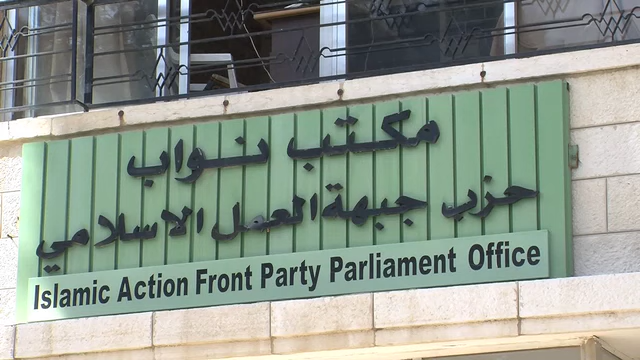 مكتب نواب
حزب جبهة العمل الاسلامي
Islamic Action Front Party Parliament Office